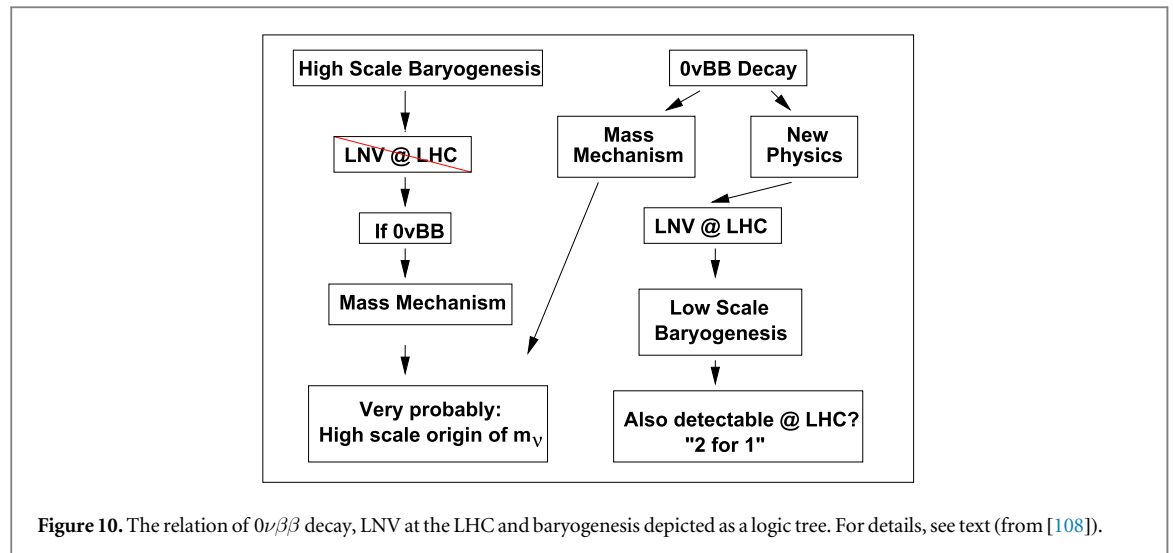 High Scale Baryogenesis
LNV @ LHC
If 0vBB
Mass Mechanism
Very probably:
High scale origin of mν
0vBB Decay
Mass
Mechanism
New
Physics
LNV @ LHC
Low Scale
Baryogenesis
Also detectable @ LHC?
"2 for 1"
Figure 10. The relation of 0νββ decay, LNV at the LHC and baryogenesis depicted as a logic tree. For details, see text (from [108]).